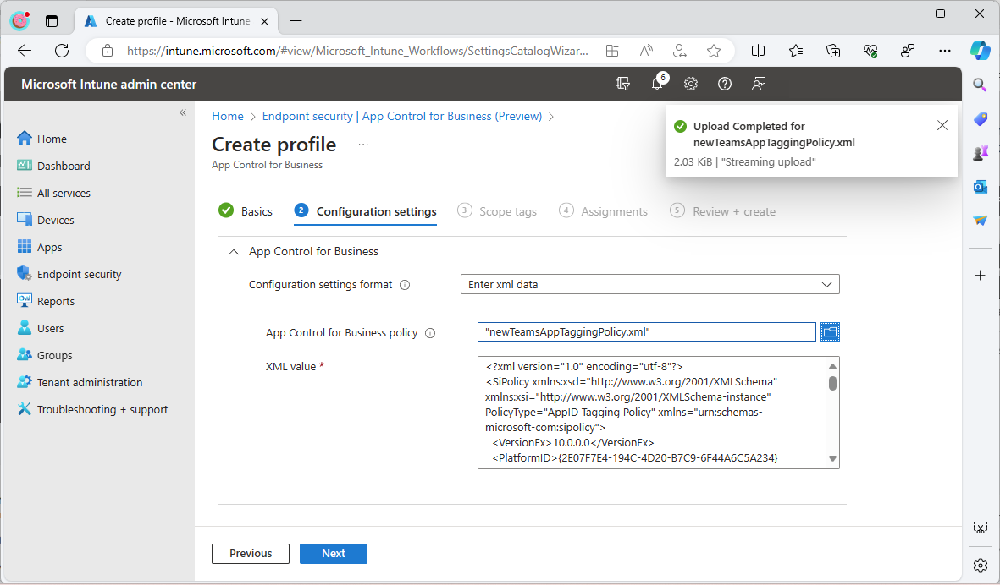 Create profile - Microsoft Intune
https://intune.microsoft.com/#view/Microsoft_Intune_Workflows/SettingsCatalogWizar...
Microsoft Intune admin center
6
Home
Dashboard
All services
Devices
Apps
Endpoint security
Reports
Users
Groups
Tenant administration
Troubleshooting + support
Home > Endpoint security | App Control for Business (Preview) >
Create profile ...
App Control for Business
Upload Completed for
newTeamsAppTaggingPolicy.xml
2.03 KiB | "Streaming upload"
Basics
2 Configuration settings
3 Scope tags
4 Assignments
5 Review + create
App Control for Business
Configuration settings format
Enter xml data
App Control for Business policy
"newTeamsAppTaggingPolicy.xml"
XML value *
<?xml version="1.0" encoding="utf-8"?>
<SiPolicy xmlns:xsd="http://www.w3.org/2001/XMLSchema"
xmlns:xsi="http://www.w3.org/2001/XMLSchema-instance"
PolicyType="AppID Tagging Policy" xmlns="urn:schemas-
microsoft-com:sipolicy">
<VersionEx>10.0.0.0</VersionEx>
<PlatformID>{2E07F7E4-194C-4D20-B7C9-6F44A6C5A234}
Previous
Next